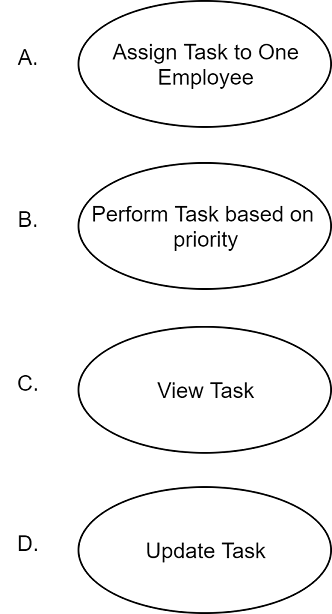 A.
Assign Task to One
Employee
B.
Perform Task based on
priority
C.
View Task
D.
Update Task